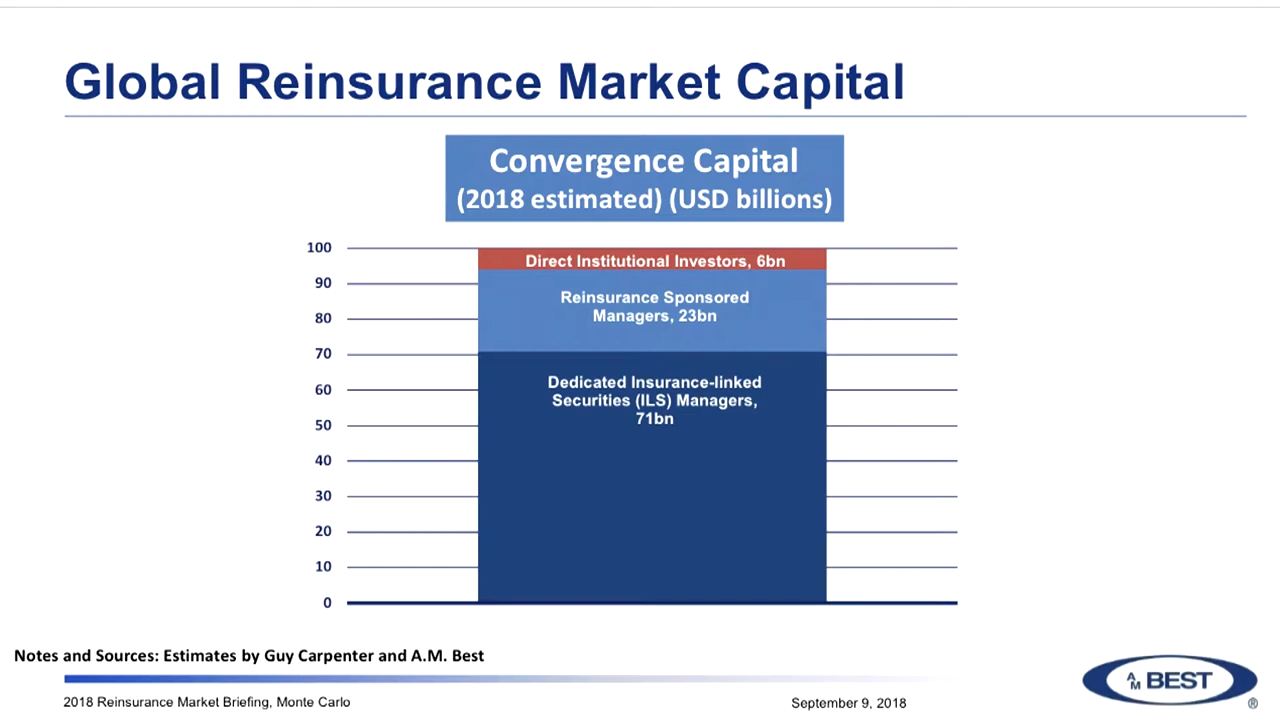 Global Reinsurance Market Capital
Convergence Capital
(2018 estimated) (USD billions)
100
90
80
70
60
50
40
30
20
10
0
Direct Institutional Investors, 6bn
Reinsurance Sponsored
Managers, 23bn
Dedicated Insurance-linked
Securities (ILS) Managers,
71bn
Notes and Sources: Estimates by Guy Carpenter and A.M. Best
2018 Reinsurance Market Briefing, Monte Carlo
September 9, 2018
AM BEST ®